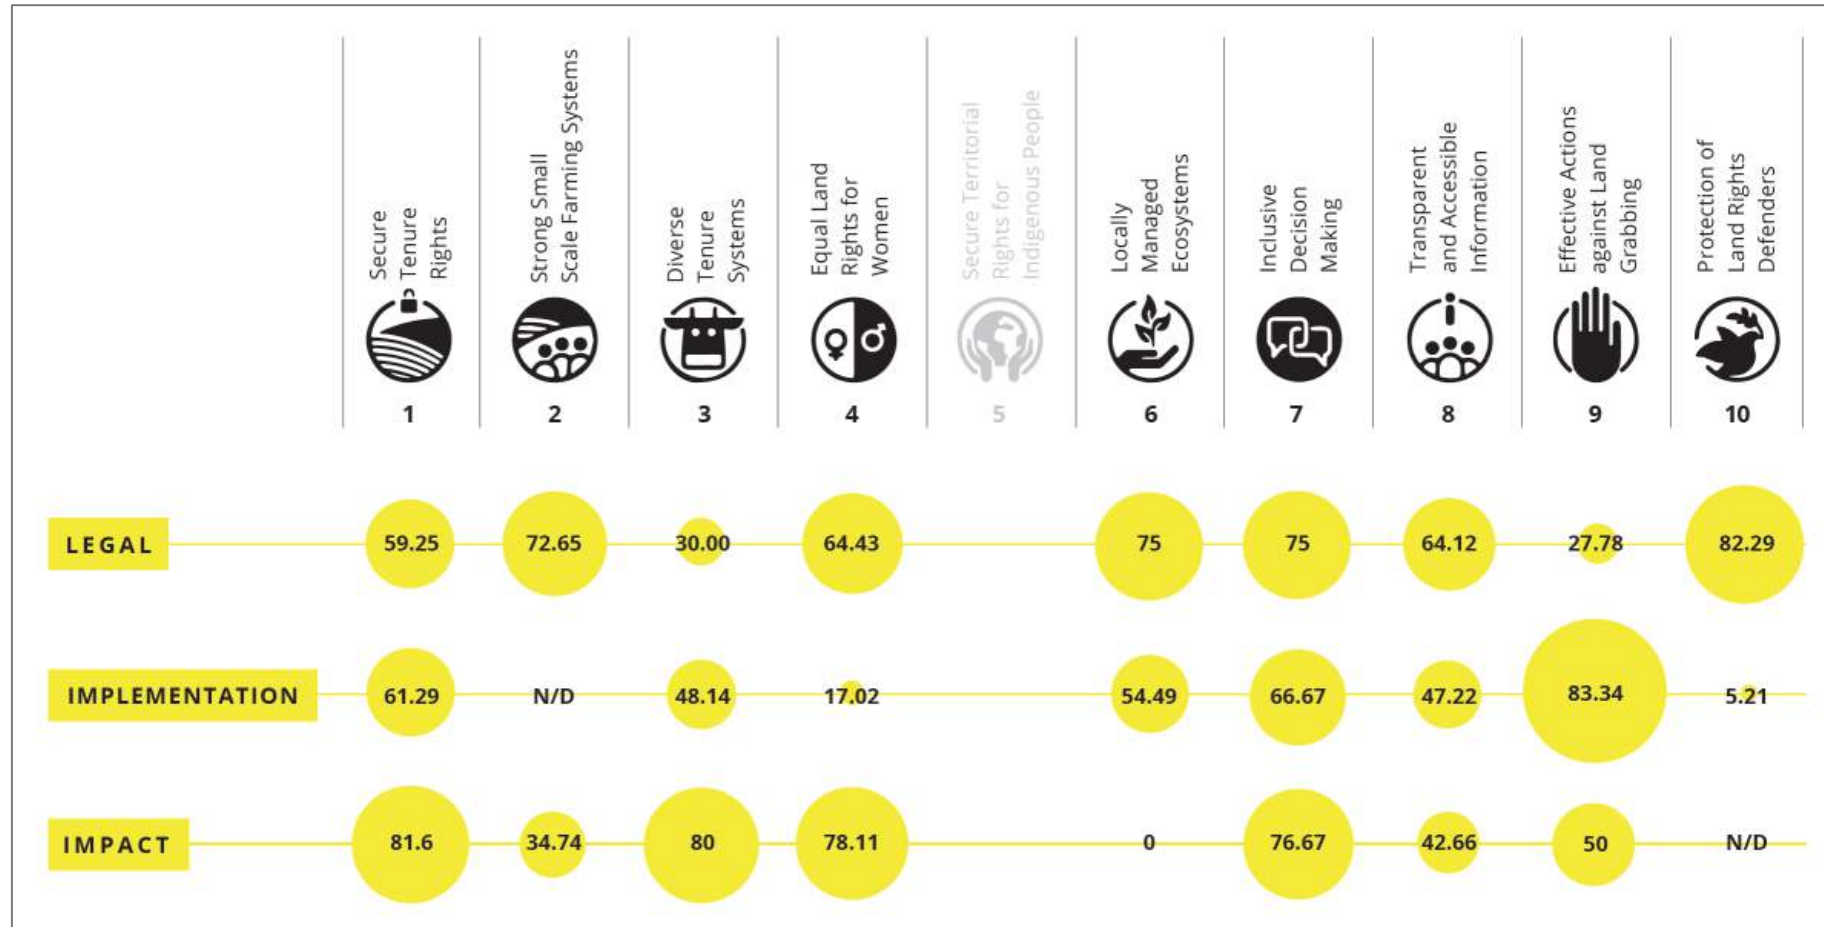 Secure
Tenure
Rights
Strong Small
Scale Farming Systems
Diverse
Tenure
Systems
Equal Land
Rights for
Women
Secure Territorial
Rights for
Indigenous People
Locally
Managed
Ecosystems
Inclusive
Decision
Making
Transparent
and Accessible
Information
Effective Actions
against Land
Grabbing
Protection of
Land Rights
Defenders
1 2 3 4 5 6 7 8 9 10
LEGAL 59.25 72.65 30.00 64.43 75 75 64.12 27.78 82.29
IMPLEMENTATION 61.29 N/D 48.14 17.02 54.49 66.67 47.22 83.34 5.21
IMPACT 81.6 34.74 80 78.11 0 76.67 42.66 50 N/D